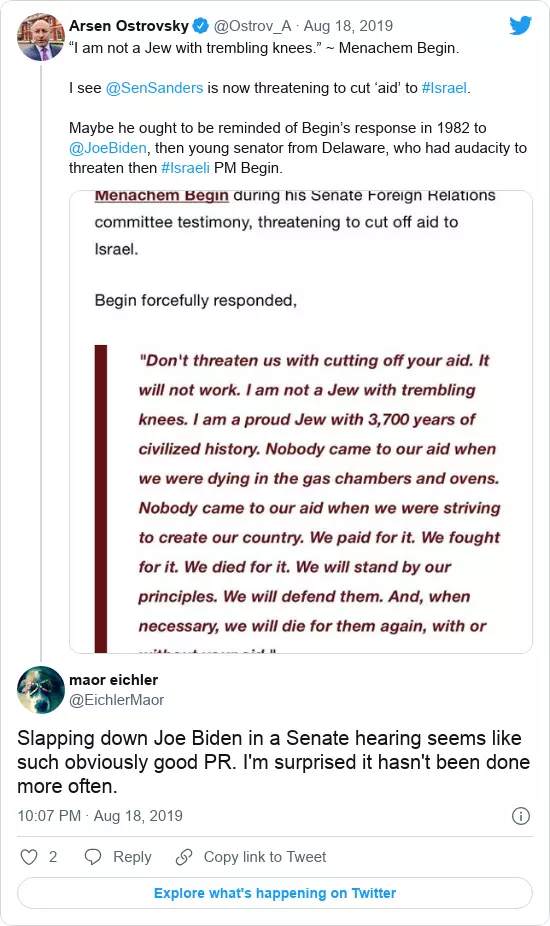 Arsen Ostrovsky @Ostrov_A · Aug 18, 2019
“I am not a Jew with trembling knees.” ~ Menachem Begin.
I see @SenSanders is now threatening to cut ‘aid’ to #Israel.
Maybe he ought to be reminded of Begin’s response in 1982 to
@JoeBiden, then young senator from Delaware, who had audacity to
threaten then #Israeli PM Begin.
Menachem Begin during his Senate Foreign Relations
committee testimony, threatening to cut off aid to
Israel.
Begin forcefully responded,
"Don't threaten us with cutting off your aid. It
will not work. I am not a Jew with trembling
knees. I am a proud Jew with 3,700 years of
civilized history. Nobody came to our aid when
we were dying in the gas chambers and ovens.
Nobody came to our aid when we were striving
to create our country. We paid for it. We fought
for it. We died for it. We will stand by our
principles. We will defend them. And, when
necessary, we will die for them again, with or
without your aid."
maor eichler
@EichlerMaor
Slapping down Joe Biden in a Senate hearing seems like
such obviously good PR. I'm surprised it hasn't been done
more often.
10:07 PM · Aug 18, 2019
2 Reply Copy link to Tweet
Explore what's happening on Twitter